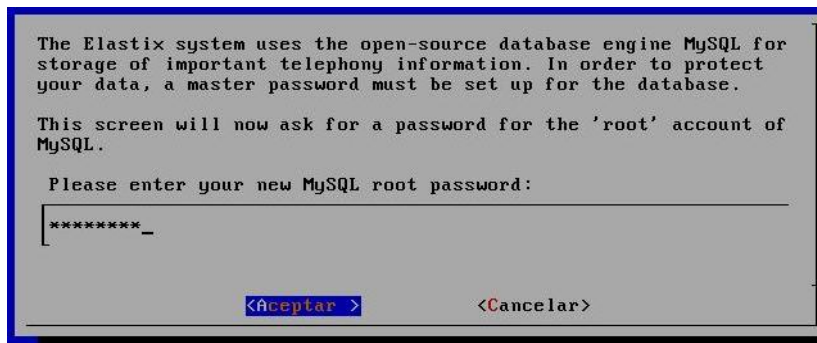 The Elastix system uses the open-source database engine MySQL for
storage of important telephony information. In order to protect
your data, a master password must be set up for the database.
This screen will now ask for a password for the 'root' account of
MySQL.
Please enter your new MySQL root password:
********_
<Aceptar > <Cancelar>